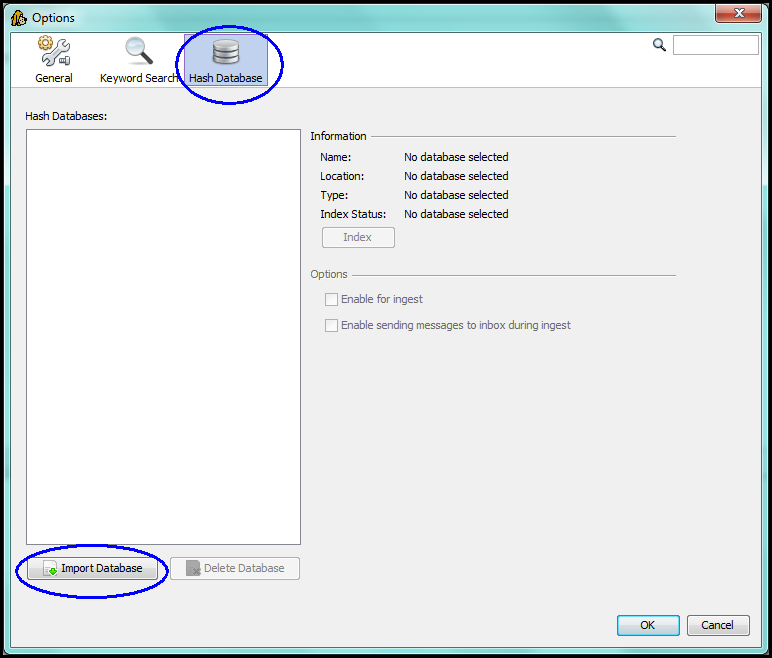 Options
General
Keyword Search
Hash Database
Hash Databases:
Information
Name: No database selected
Location: No database selected
Type: No database selected
Index Status: No database selected
Index
Options
Enable for ingest
Enable sending messages to inbox during ingest
Import Database
Delete Database
OK
Cancel